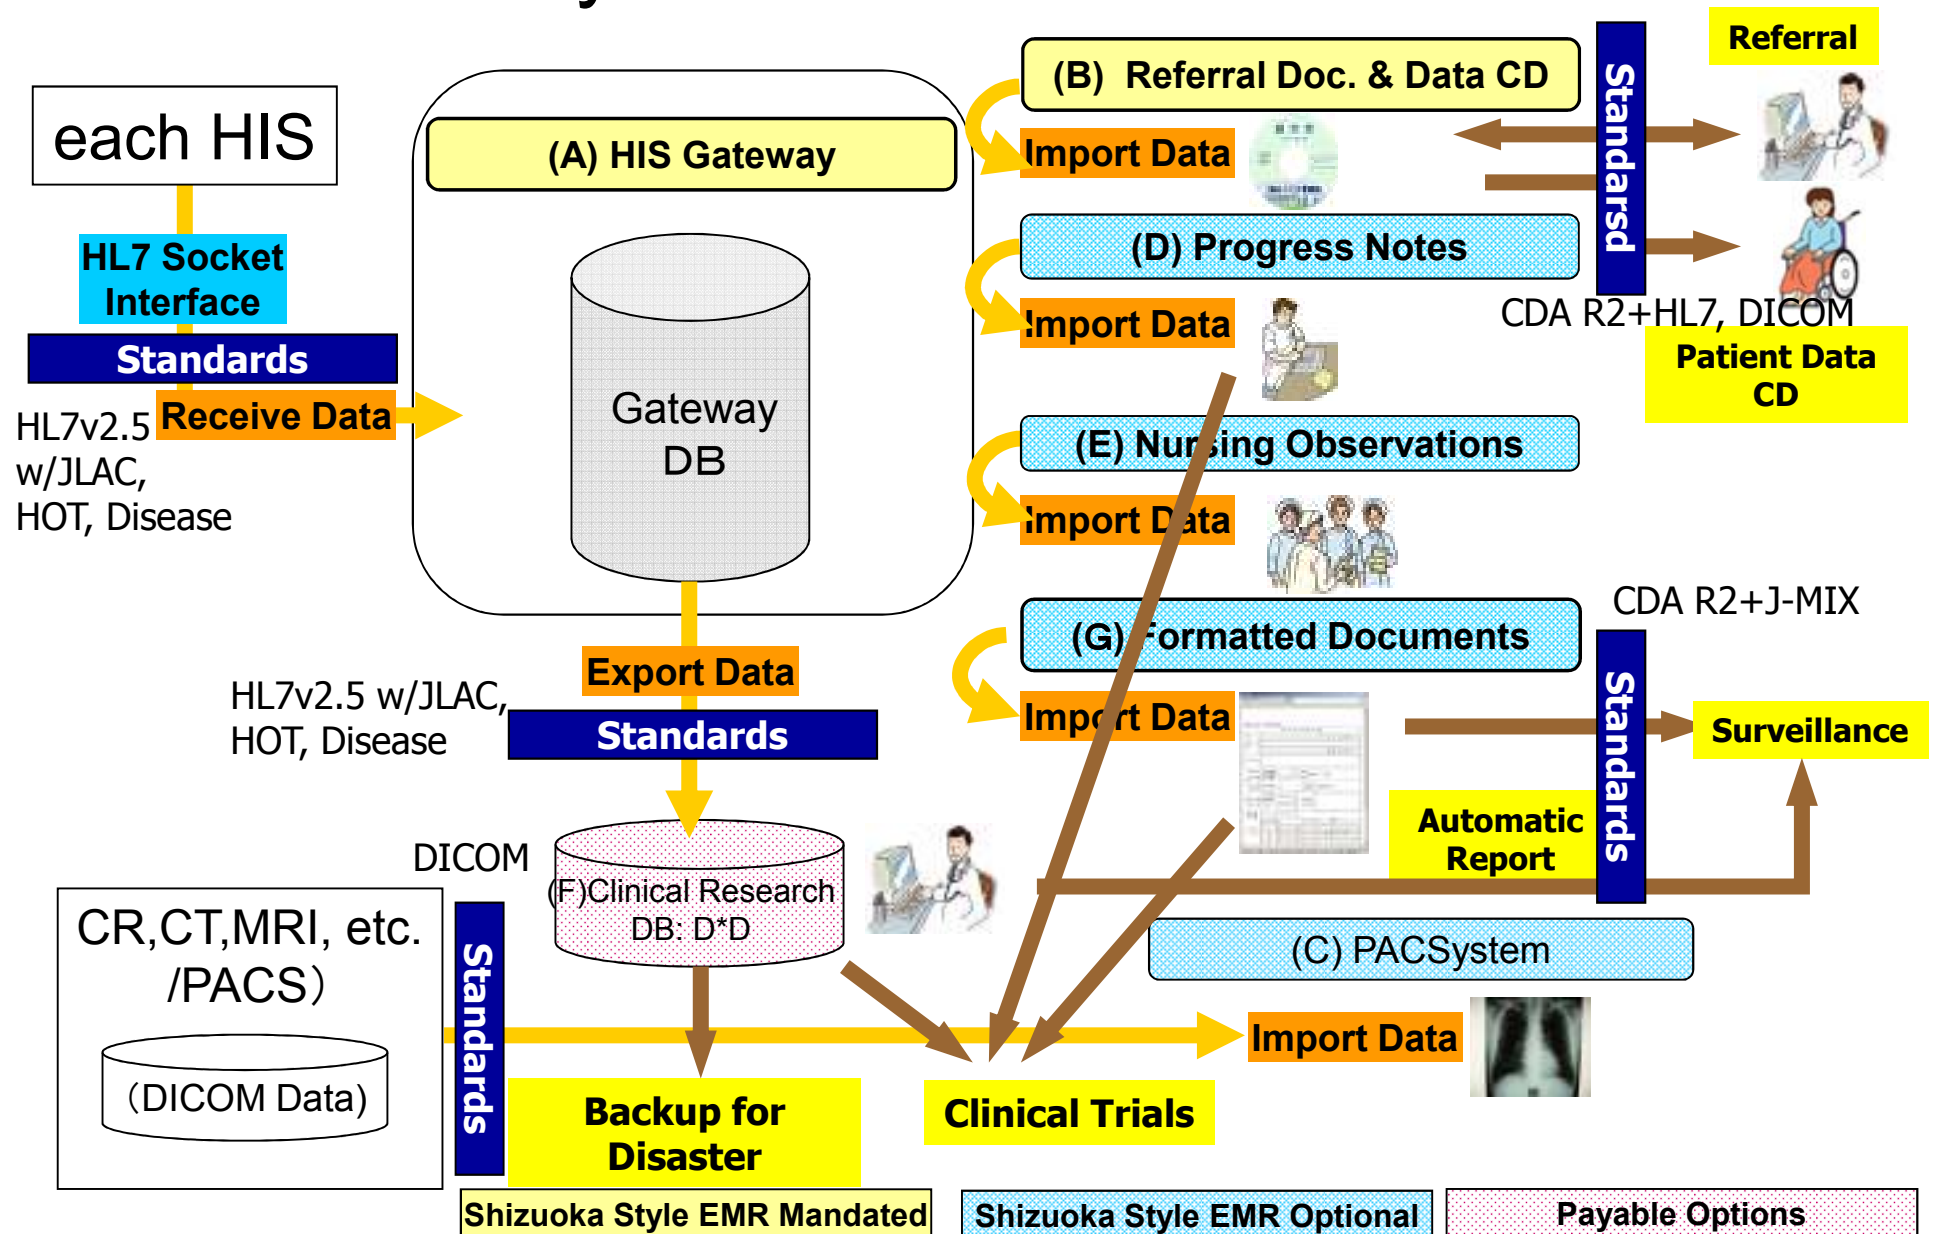 each HIS
HL7 Socket
Interface
Standards
Receive Data
HL7v2.5
w/JLAC,
HOT, Disease
(A) HIS Gateway
Gateway
DB
Export Data
HL7v2.5 w/JLAC,
HOT, Disease
Standards
(B) Referral Doc. & Data CD
Import Data
(D) Progress Notes
Import Data
(E) Nursing Observations
Import Data
(G) Formatted Documents
Import Data
Standarsd
Referral
CDA R2+HL7, DICOM
Patient Data
CD
CDA R2+J-MIX
Standards
Surveillance
Automatic
Report
DICOM
(F)Clinical Research
DB: D*D
CR,CT,MRI, etc.
/PACS）
（DICOM Data)
Standards
(C) PACSystem
Import Data
Backup for
Disaster
Clinical Trials
Shizuoka Style EMR Mandated
Shizuoka Style EMR Optional
Payable Options